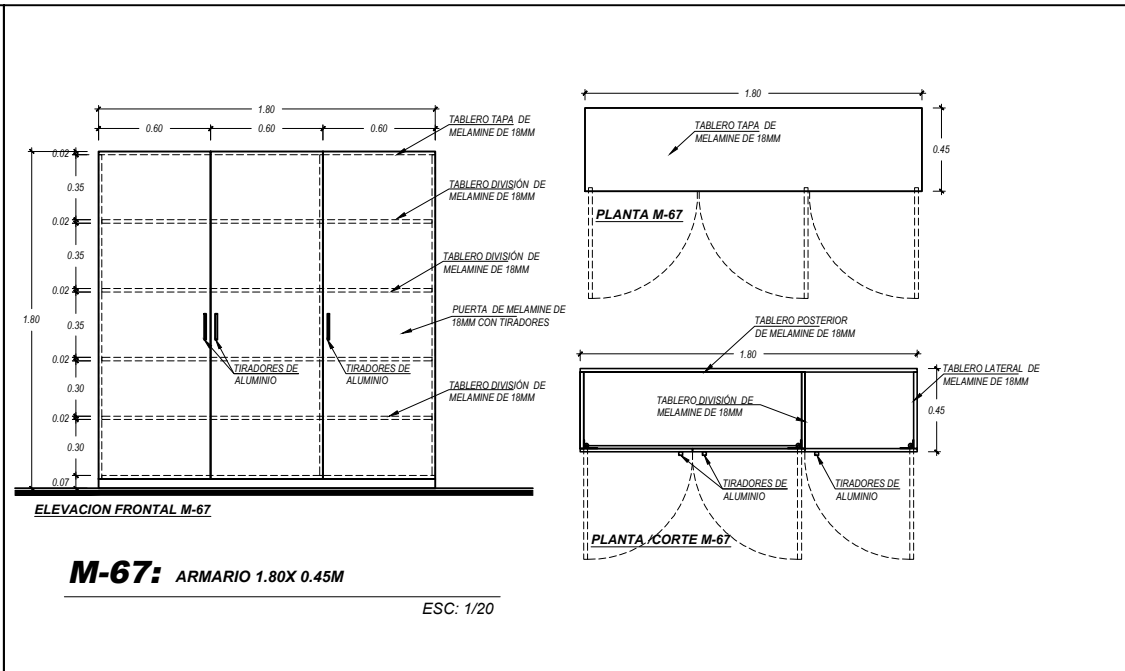 1.80
0.60
0.60
0.60
TABLERO TAPA DE
MELAMINE DE 18MM
0.02
0.35
TABLERO DIVISIÓN DE
MELAMINE DE 18MM
0.02
0.35
TABLERO DIVISIÓN DE
MELAMINE DE 18MM
0.02
1.80
0.35
PUERTA DE MELAMINE DE
18MM CON TIRADORES
0.02
TIRADORES DE
ALUMINIO
TIRADORES DE
ALUMINIO
0.30
TABLERO DIVISIÓN DE
MELAMINE DE 18MM
0.02
0.30
0.07
ELEVACION FRONTAL M-67
1.80
TABLERO TAPA DE
MELAMINE DE 18MM
0.45
PLANTA M-67
TABLERO POSTERIOR
DE MELAMINE DE 18MM
1.80
TABLERO LATERAL DE
MELAMINE DE 18MM
TABLERO DIVISIÓN DE
MELAMINE DE 18MM
0.45
TIRADORES DE
ALUMINIO
TIRADORES DE
ALUMINIO
PLANTA /CORTE M-67
M-67: ARMARIO 1.80X 0.45M
ESC: 1/20